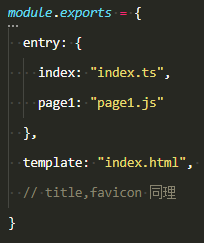 module.exports = {
entry: {
index: "index.ts",
page1: "page1.js"
},
template: "index.html",
// title,favicon 同理
}